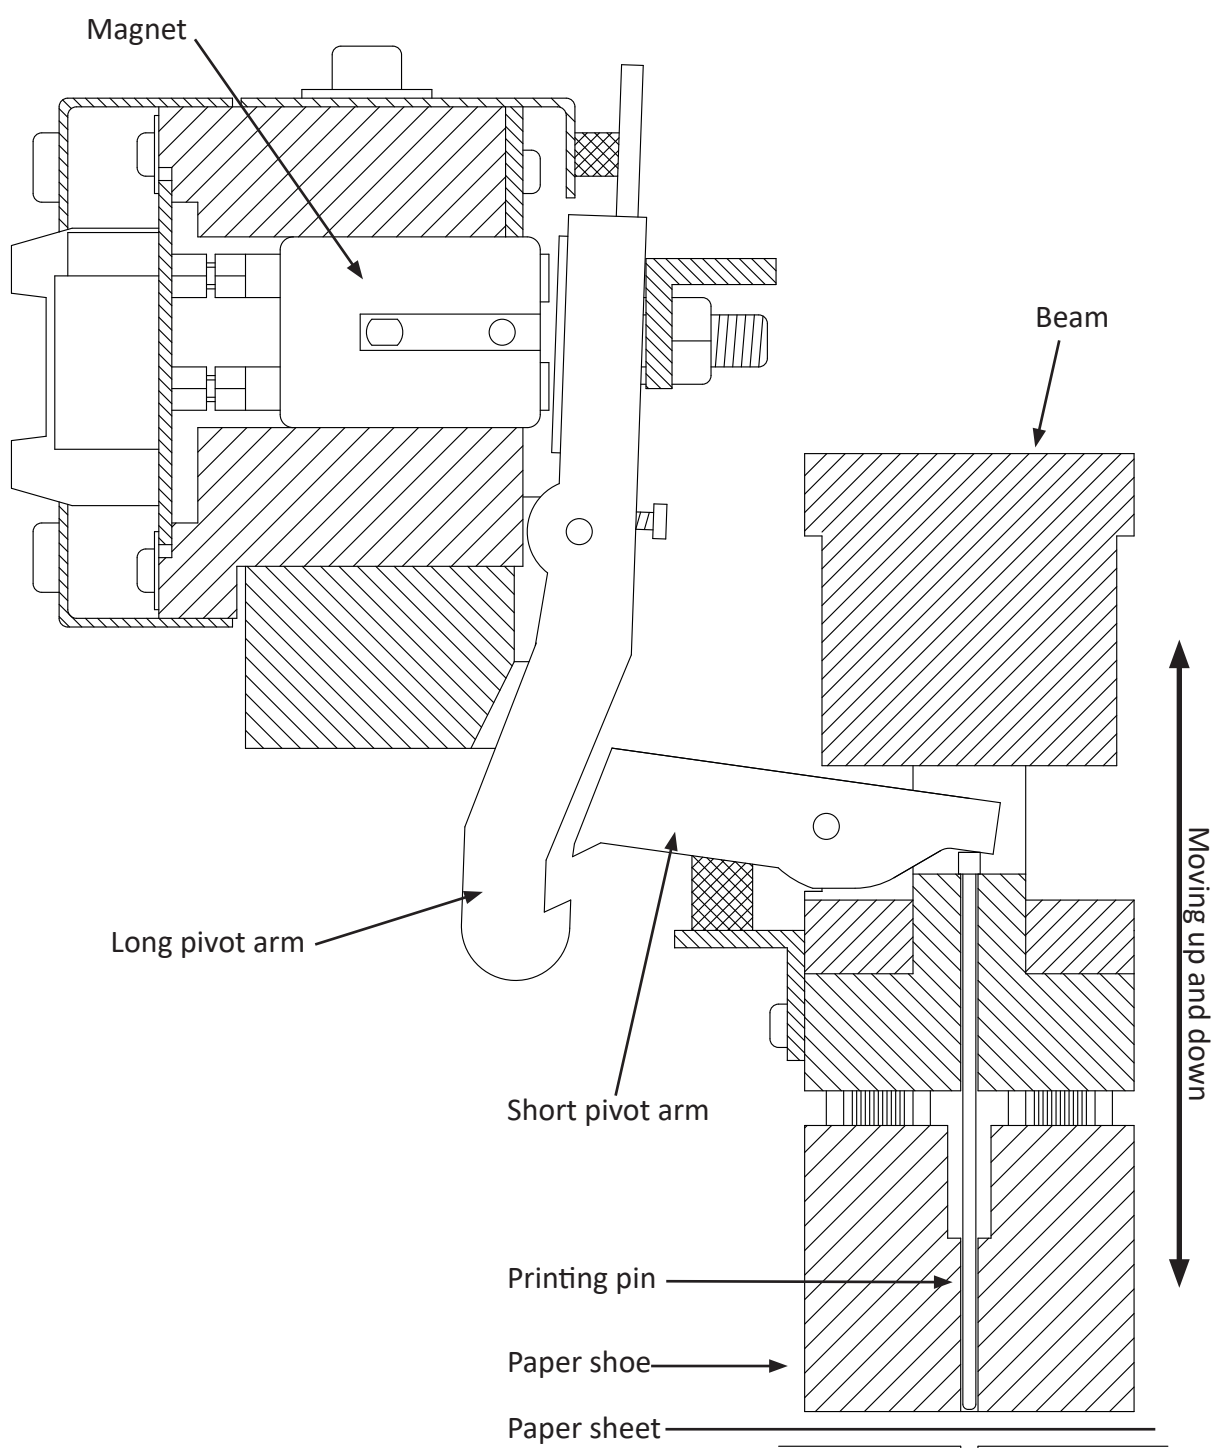 Magnet
Beam
Moving up and down
Long pivot arm
Short pivot arm
Printing pin
Paper shoe
Paper sheet